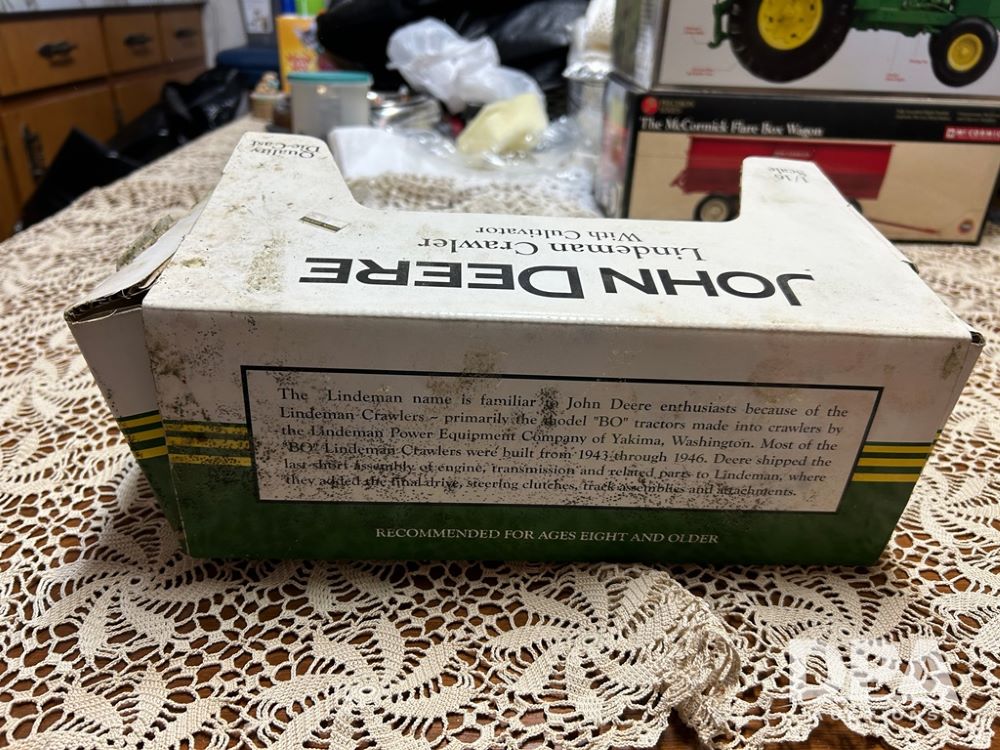 Quality
Die-Cast
1/16
Scale
JOHN DEERE
Lindeman Crawler
With Cultivator
The Lindeman name is familiar to John Deere enthusiasts because of the
Lindeman Crawlers - primarily the model "BO" tractors made into crawlers by
the Lindeman Power Equipment Company of Yakima, Washington. Most of the
"BO" Lindeman Crawlers were built from 1943 through 1946. Deere shipped the
last-short assembly of engine, transmission and related parts to Lindeman, where
they added the final drive, steering clutches, track assemblies and attachments.
RECOMMENDED FOR AGES EIGHT AND OLDER
The McCormick Flare Box Wagon
DPA